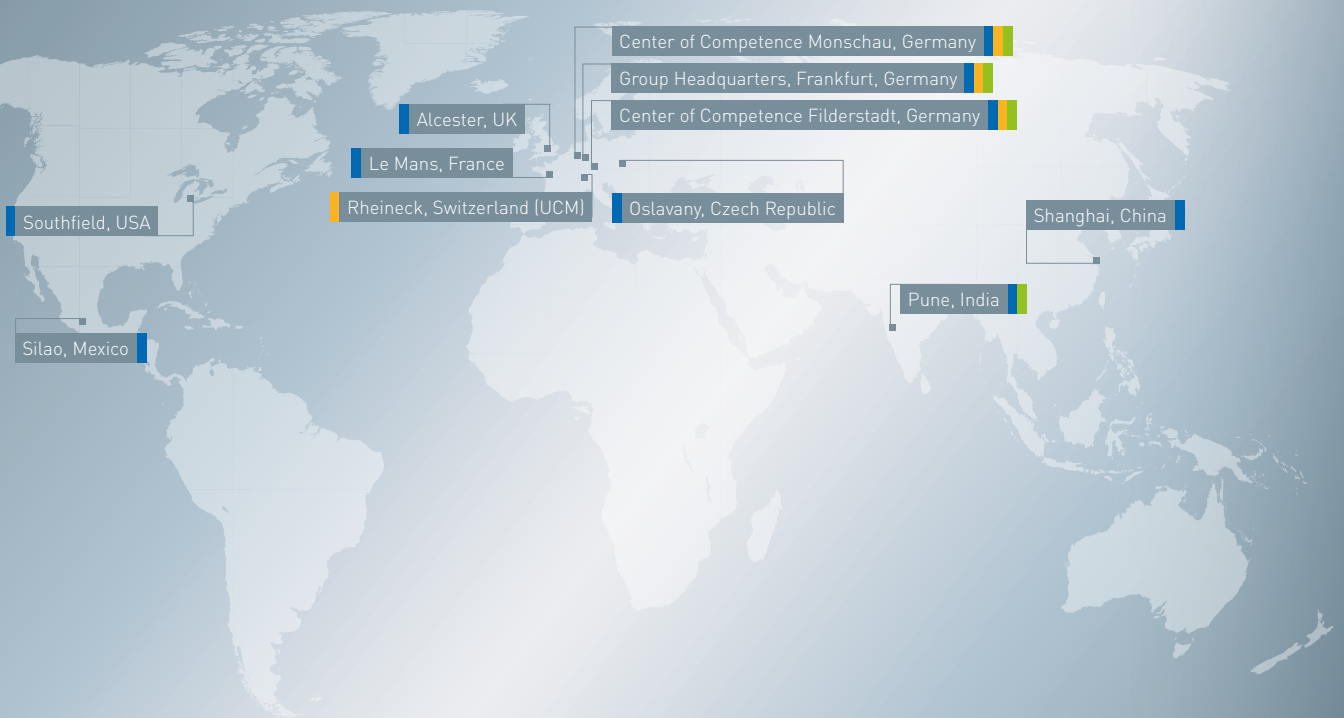 Center of Competence Monschau, Germany
Group Headquarters, Frankfurt, Germany
Center of Competence Filderstadt, Germany
Alcester, UK
Le Mans, France
Rheineck, Switzerland (UCM)
Oslavany, Czech Republic
Southfield, USA
Shanghai, China
Pune, India
Silao, Mexico